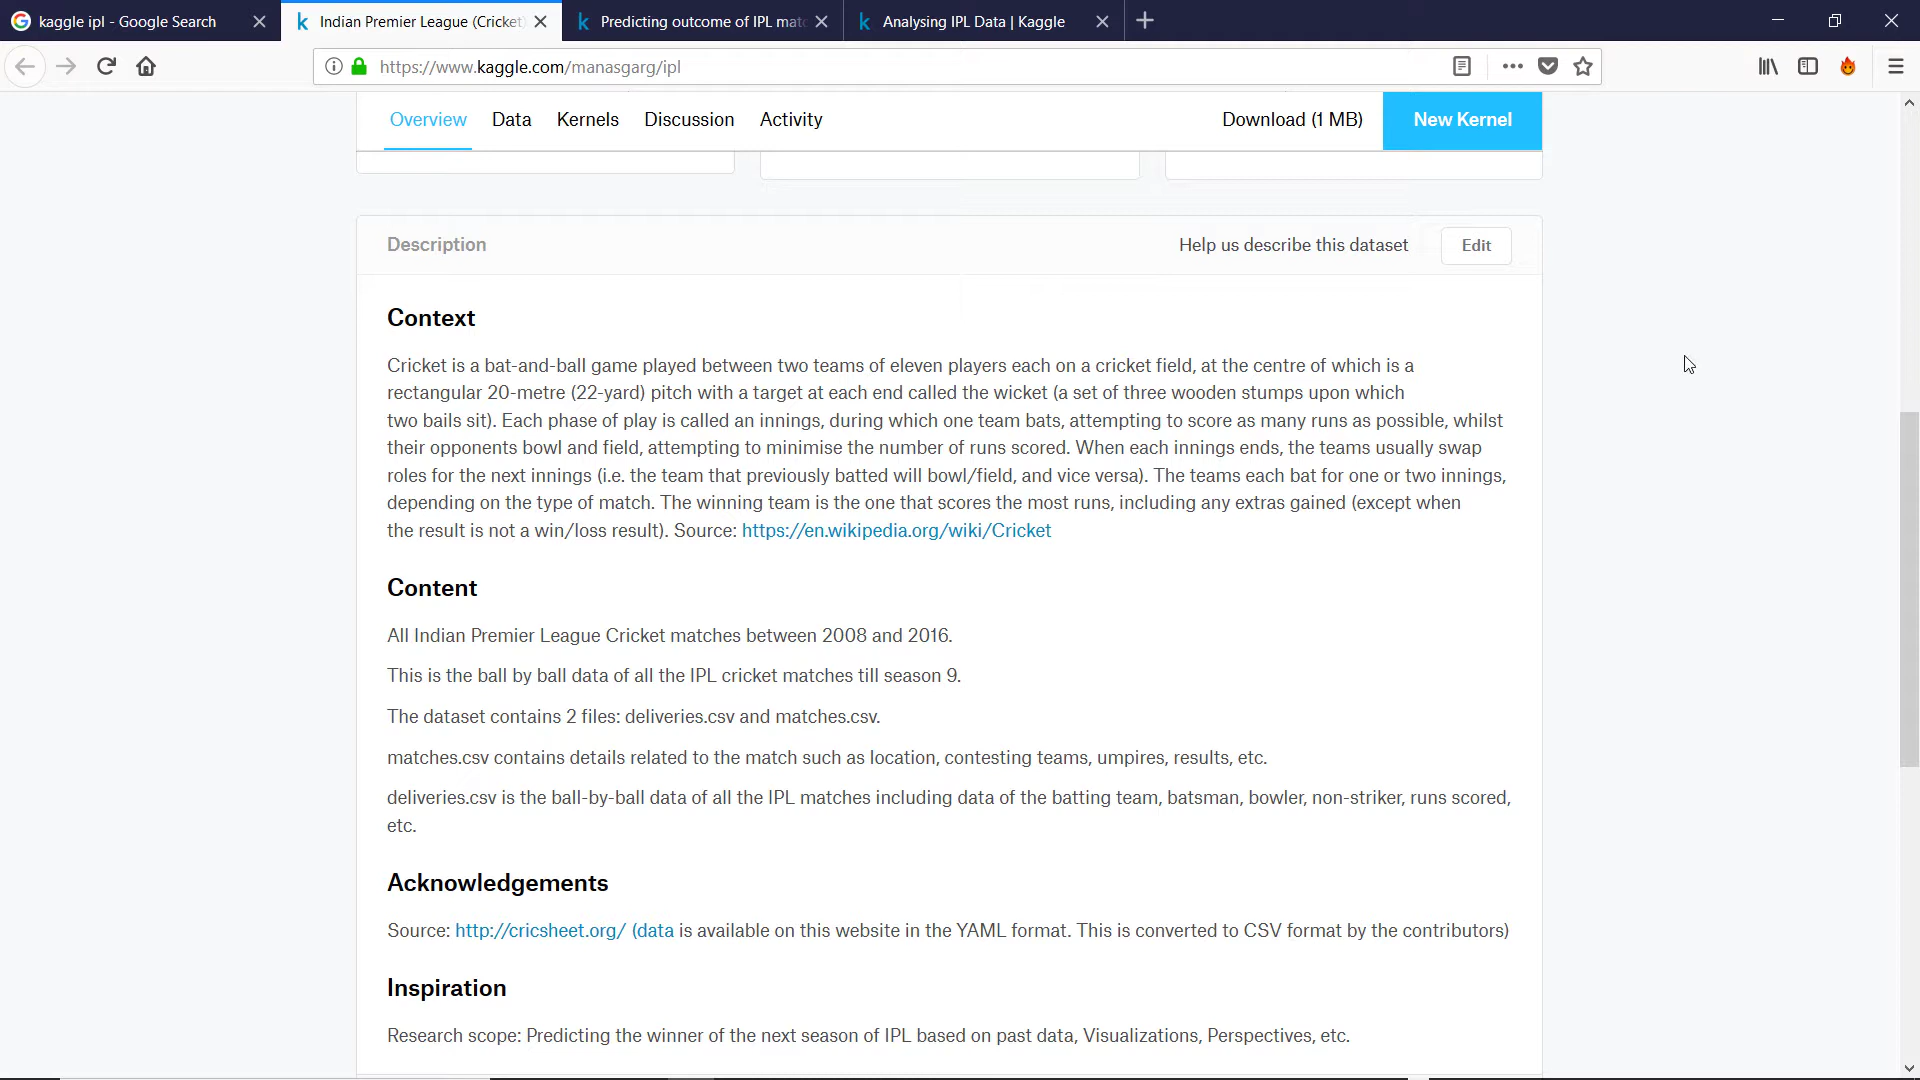 kaggle ipl - Google Search
Indian Premier League (Cricket)
Predicting outcome of IPL mat
Analysing IPL Data | Kaggle
https://www.kaggle.com/manasgarg/ipl
Overview Data Kernels Discussion Activity Download (1 MB) New Kernel
Description Help us describe this dataset Edit
Context
Cricket is a bat-and-ball game played between two teams of eleven players each on a cricket field, at the centre of which is a
rectangular 20-metre (22-yard) pitch with a target at each end called the wicket (a set of three wooden stumps upon which
two bails sit). Each phase of play is called an innings, during which one team bats, attempting to score as many runs as possible, whilst
their opponents bowl and field, attempting to minimise the number of runs scored. When each innings ends, the teams usually swap
roles for the next innings (i.e. the team that previously batted will bowl/field, and vice versa). The teams each bat for one or two innings,
depending on the type of match. The winning team is the one that scores the most runs, including any extras gained (except when
the result is not a win/loss result). Source: https://en.wikipedia.org/wiki/Cricket
Content
All Indian Premier League Cricket matches between 2008 and 2016.
This is the ball by ball data of all the IPL cricket matches till season 9.
The dataset contains 2 files: deliveries.csv and matches.csv.
matches.csv contains details related to the match such as location, contesting teams, umpires, results, etc.
deliveries.csv is the ball-by-ball data of all the IPL matches including data of the batting team, batsman, bowler, non-striker, runs scored,
etc.
Acknowledgements
Source: http://cricsheet.org/ (data is available on this website in the YAML format. This is converted to CSV format by the contributors)
Inspiration
Research scope: Predicting the winner of the next season of IPL based on past data, Visualizations, Perspectives, etc.